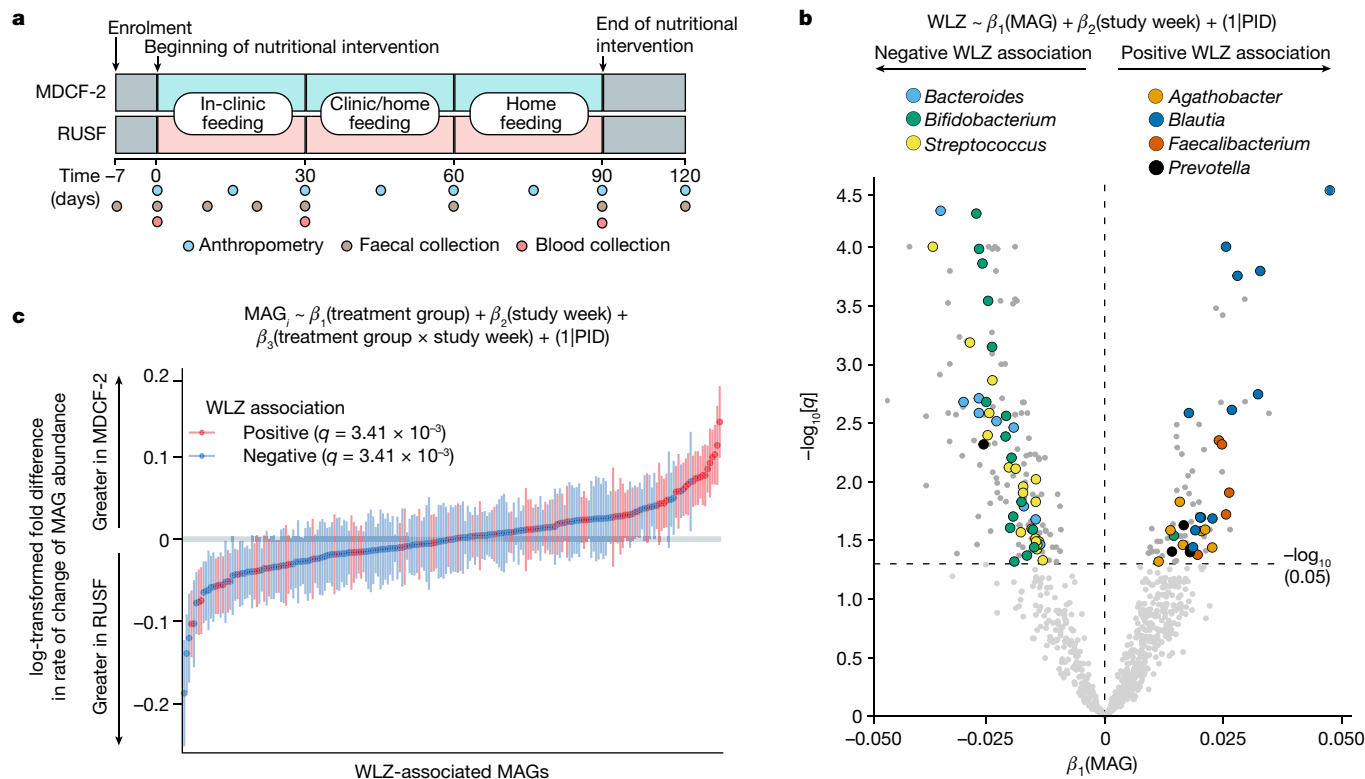 a
Enrolment
Beginning of nutritional intervention
End of nutritional
intervention
MDCF-2
RUSF
In-clinic
feeding
Clinic/home
feeding
Home
feeding
Time
(days)
–7 0 30 60 90 120
Anthropometry Faecal collection Blood collection
b
WLZ ~ β1(MAG) + β2(study week) + (1|PID)
Negative WLZ association Positive WLZ association
Bacteroides
Bifidobacterium
Streptococcus
Agathobacter
Blautia
Faecalibacterium
Prevotella
–log10[q]
4.5
4.0
3.5
3.0
2.5
2.0
1.5
1.0
0.5
0
–log10
(0.05)
–0.050 –0.025 0 0.025 0.050
β1(MAG)
c
MAGi ~ β1(treatment group) + β2(study week) +
β3(treatment group × study week) + (1|PID)
log-transformed fold difference
in rate of change of MAG abundance
Greater in MDCF-2
Greater in RUSF
0.2
0.1
0
–0.1
–0.2
WLZ association
Positive (q = 3.41 × 10–3)
Negative (q = 3.41 × 10–3)
WLZ-associated MAGs